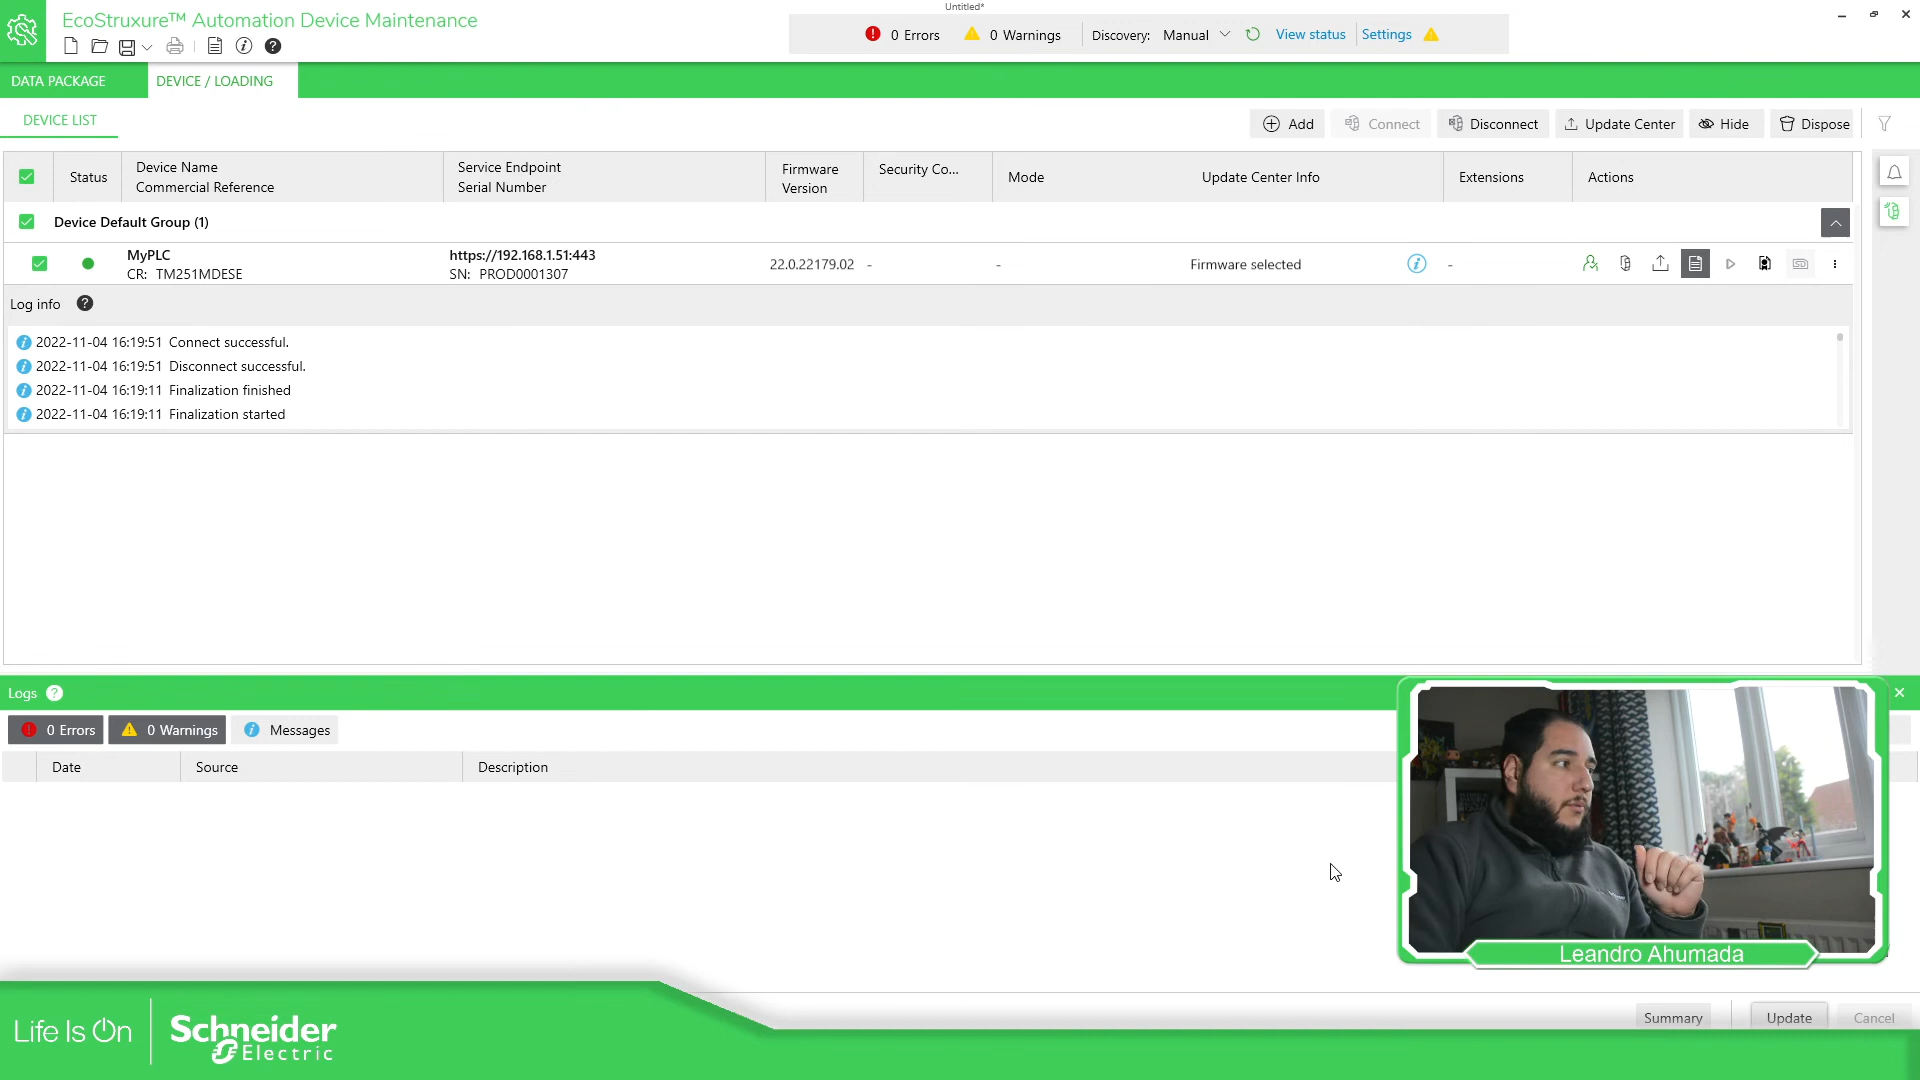 Untitled*
EcoStruxure™ Automation Device Maintenance
0 Errors 0 Warnings Discovery: Manual View status Settings
DATA PACKAGE DEVICE / LOADING
DEVICE LIST
Add Connect Disconnect Update Center Hide Dispose
Status Device Name Service Endpoint Firmware Security Co... Mode Update Center Info Extensions Actions
Commercial Reference Serial Number Version
Device Default Group (1)
MyPLC https://192.168.1.51:443
22.0.22179.02 - - Firmware selected -
CR: TM251MDESE SN: PROD0001307
Log info
2022-11-04 16:19:51 Connect successful.
2022-11-04 16:19:51 Disconnect successful.
2022-11-04 16:19:11 Finalization finished
2022-11-04 16:19:11 Finalization started
Logs
0 Errors 0 Warnings Messages
Date Source Description
Leandro Ahumada
Summary Update Cancel
Life Is On Schneider
Electric